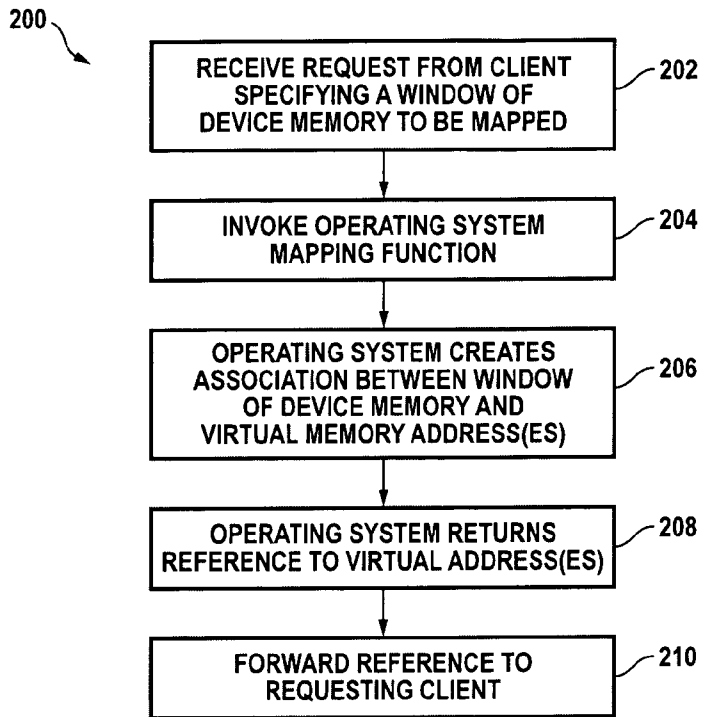 200
RECEIVE REQUEST FROM CLIENT
SPECIFYING A WINDOW OF
DEVICE MEMORY TO BE MAPPED
202
INVOKE OPERATING SYSTEM
MAPPING FUNCTION
204
OPERATING SYSTEM CREATES
ASSOCIATION BETWEEN WINDOW
OF DEVICE MEMORY AND
VIRTUAL MEMORY ADDRESS(ES)
206
OPERATING SYSTEM RETURNS
REFERENCE TO VIRTUAL ADDRESS(ES)
208
FORWARD REFERENCE TO
REQUESTING CLIENT
210